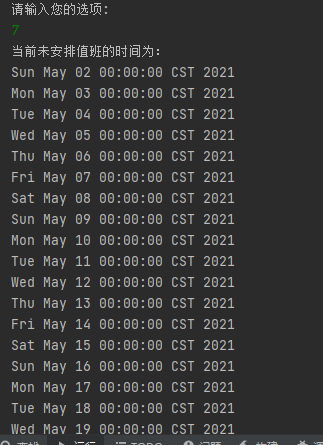 请输入您的选项:
7
当前未安排值班的时间为:
Sun May 02 00:00:00 CST 2021
Mon May 03 00:00:00 CST 2021
Tue May 04 00:00:00 CST 2021
Wed May 05 00:00:00 CST 2021
Thu May 06 00:00:00 CST 2021
Fri May 07 00:00:00 CST 2021
Sat May 08 00:00:00 CST 2021
Sun May 09 00:00:00 CST 2021
Mon May 10 00:00:00 CST 2021
Tue May 11 00:00:00 CST 2021
Wed May 12 00:00:00 CST 2021
Thu May 13 00:00:00 CST 2021
Fri May 14 00:00:00 CST 2021
Sat May 15 00:00:00 CST 2021
Sun May 16 00:00:00 CST 2021
Mon May 17 00:00:00 CST 2021
Tue May 18 00:00:00 CST 2021
Wed May 19 00:00:00 CST 2021
运行 TODO 问题 构建